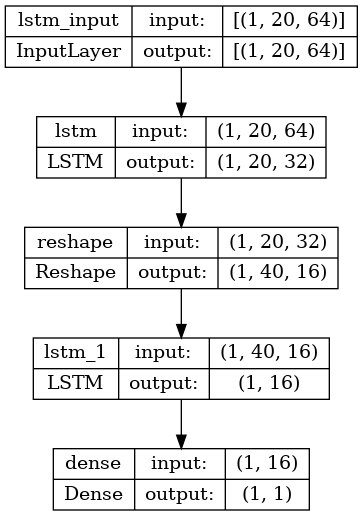 lstm_input input: [(1, 20, 64)]
InputLayer output: [(1, 20, 64)]
lstm input: (1, 20, 64)
LSTM output: (1, 20, 32)
reshape input: (1, 20, 32)
Reshape output: (1, 40, 16)
lstm_1 input: (1, 40, 16)
LSTM output: (1, 16)
dense input: (1, 16)
Dense output: (1, 1)